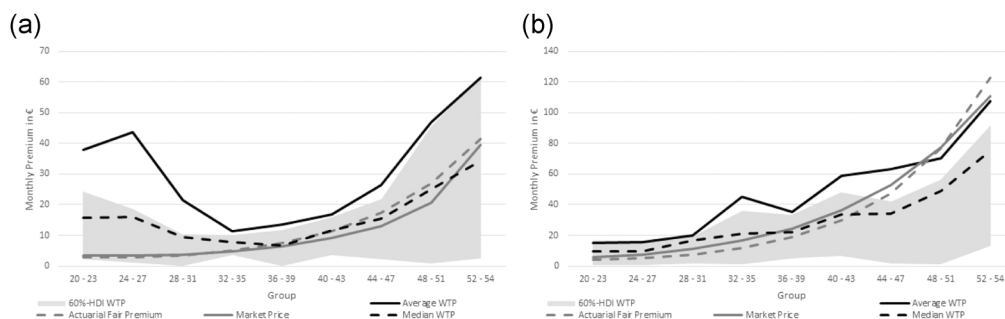 (a)
70
60
50
40
30
20
10
0
Monthly Premium in €
20 - 23 24 - 27 28 - 31 32 - 35 36 - 39 40 - 43 44 - 47 48 - 51 52 - 54
Group
60%-HDI WTP Average WTP
Actuarial Fair Premium Market Price Median WTP
(b)
140
120
100
80
60
40
20
0
Monthly Premium in €
20 - 23 24 - 27 28 - 31 32 - 35 36 - 39 40 - 43 44 - 47 48 - 51 52 - 54
Group
60%-HDI WTP Average WTP
Actuarial Fair Premium Market Price Median WTP